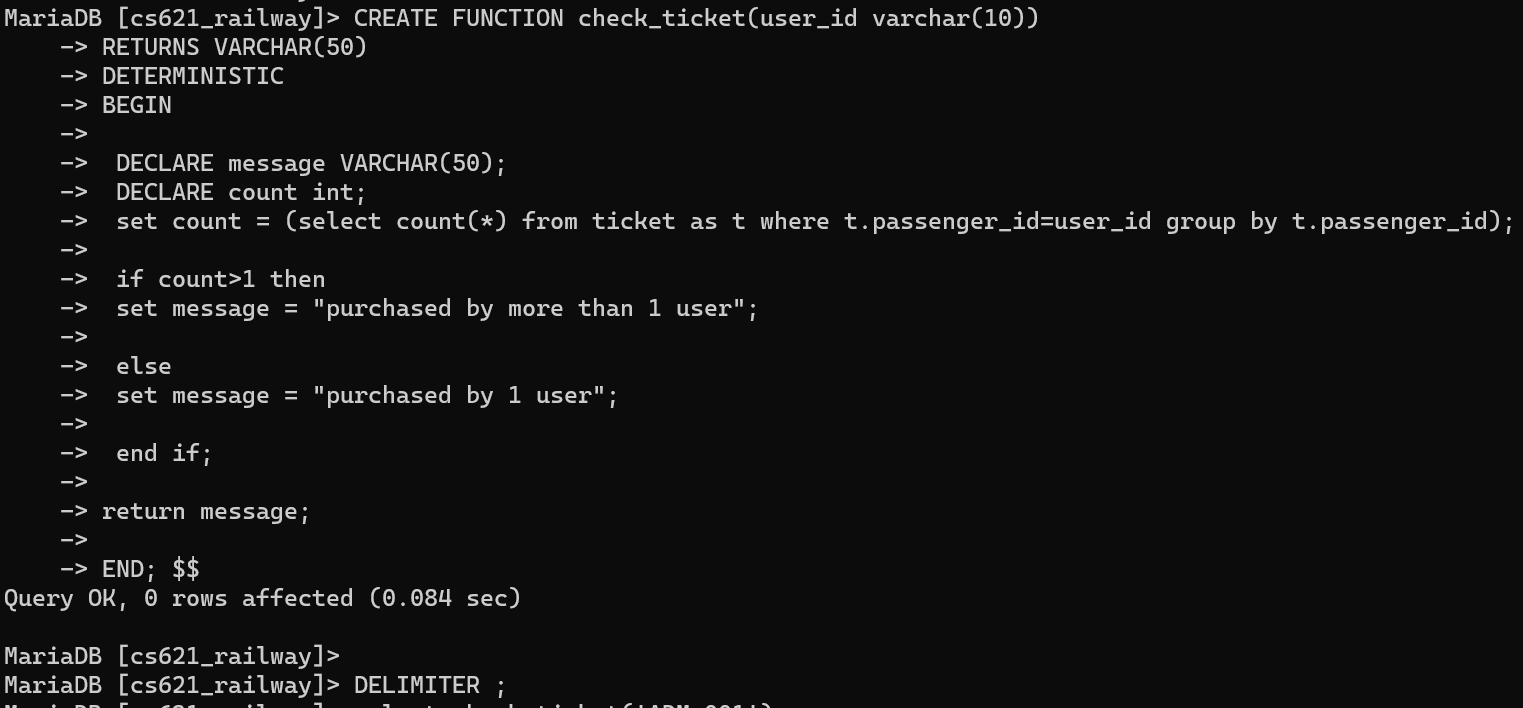 MariaDB [cs621_railway]> CREATE FUNCTION check_ticket(user_id varchar(10))
    -> RETURNS VARCHAR(50)
    -> DETERMINISTIC
    -> BEGIN
    ->
    ->  DECLARE message VARCHAR(50);
    ->  DECLARE count int;
    ->  set count = (select count(*) from ticket as t where t.passenger_id=user_id group by t.passenger_id);
    ->
    ->  if count>1 then
    ->  set message = "purchased by more than 1 user";
    ->
    ->  else
    ->  set message = "purchased by 1 user";
    ->
    ->  end if;
    ->
    -> return message;
    ->
    -> END; $$
Query OK, 0 rows affected (0.084 sec)

MariaDB [cs621_railway]>
MariaDB [cs621_railway]> DELIMITER ;